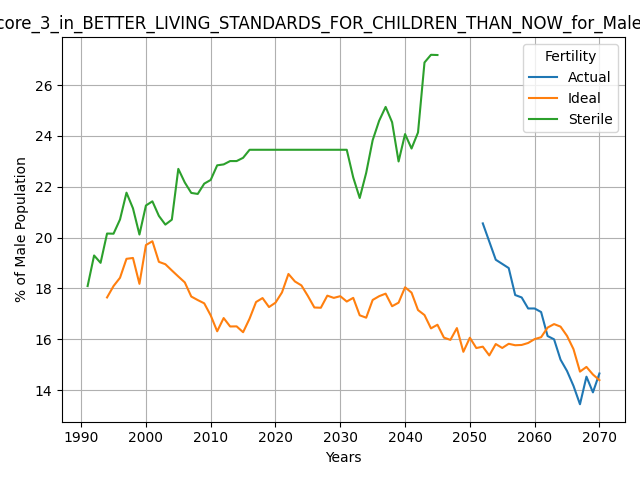 core_3_in_BETTER_LIVING_STANDARDS_FOR_CHILDREN_THAN_NOW_for_Male
Fertility
Actual
Ideal
Sterile
% of Male Population
26
24
22
20
18
16
14
1990 2000 2010 2020 2030 2040 2050 2060 2070
Years